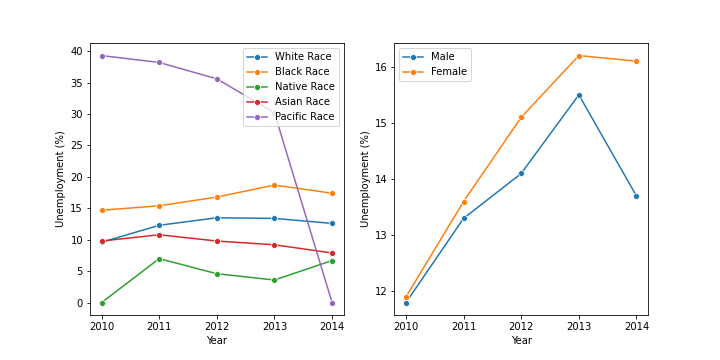 40
35
30
25
20
15
10
5
0
Unemployment (%)
White Race
Black Race
Native Race
Asian Race
Pacific Race
2010 2011 2012 2013 2014
Year
16
15
14
13
12
Unemployment (%)
Male
Female
2010 2011 2012 2013 2014
Year